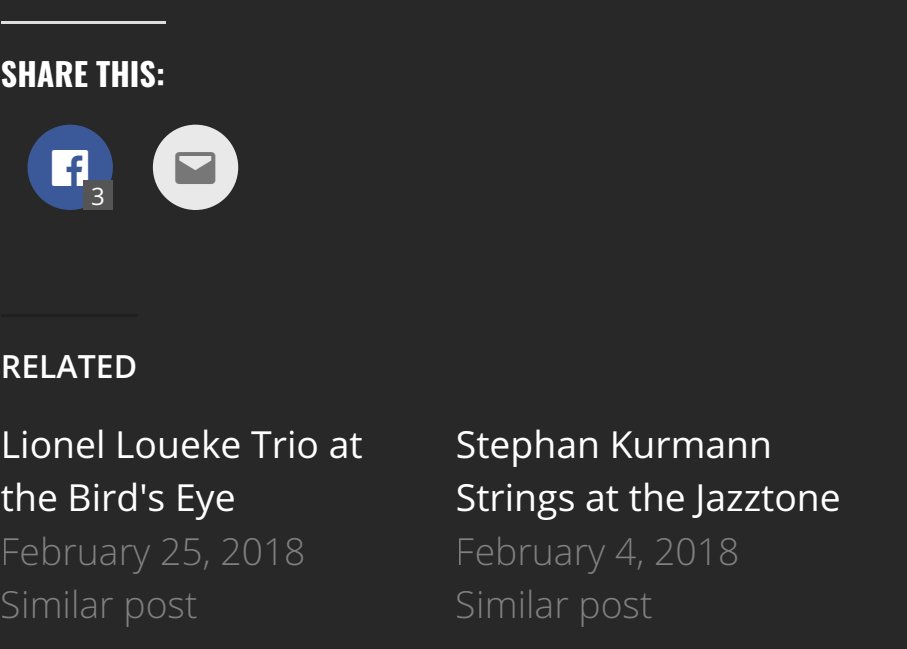 SHARE THIS:
3
RELATED
Lionel Loueke Trio at
the Bird's Eye
February 25, 2018
Similar post
Stephan Kurmann
Strings at the Jazztone
February 4, 2018
Similar post